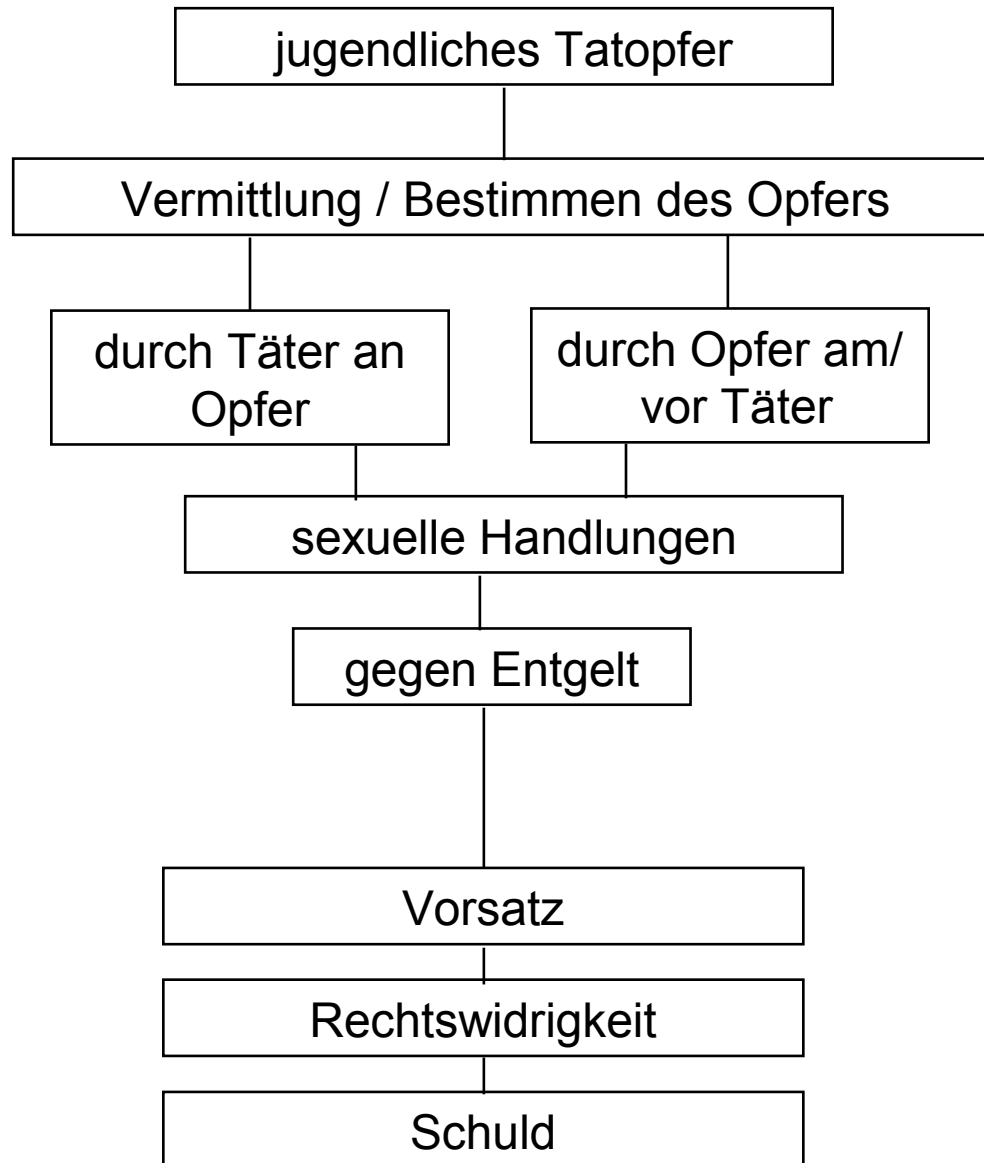 jugendliches Tatopfer
Vermittlung / Bestimmen des Opfers
durch Täter an
Opfer
durch Opfer am/
vor Täter
sexuelle Handlungen
gegen Entgelt
Vorsatz
Rechtswidrigkeit
Schuld